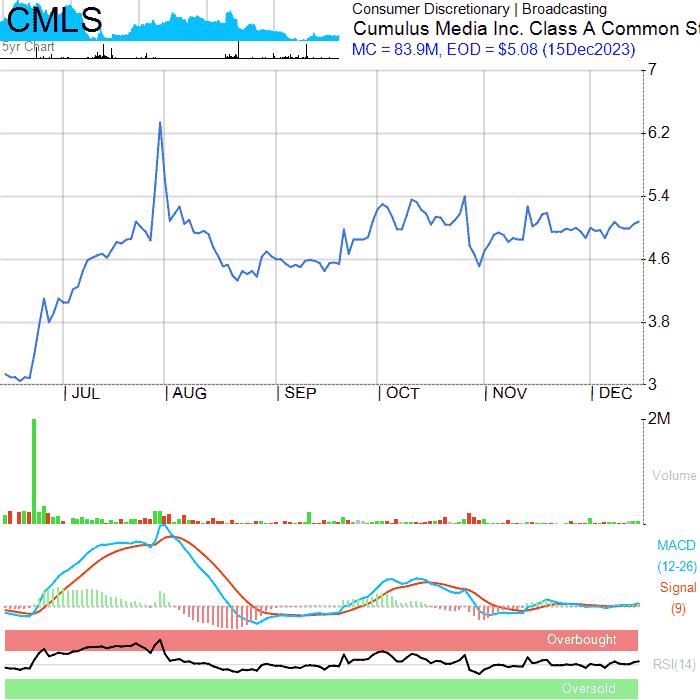 CMLS
Consumer Discretionary | Broadcasting
Cumulus Media Inc. Class A Common St
5yr Chart
MC = 83.9M, EOD = $5.08 (15Dec2023)
7
6.2
5.4
4.6
3.8
3
JUL AUG SEP OCT NOV DEC
2M
Volume
MACD
(12-26)
Signal
(9)
Overbought
RSI(14)
Oversold